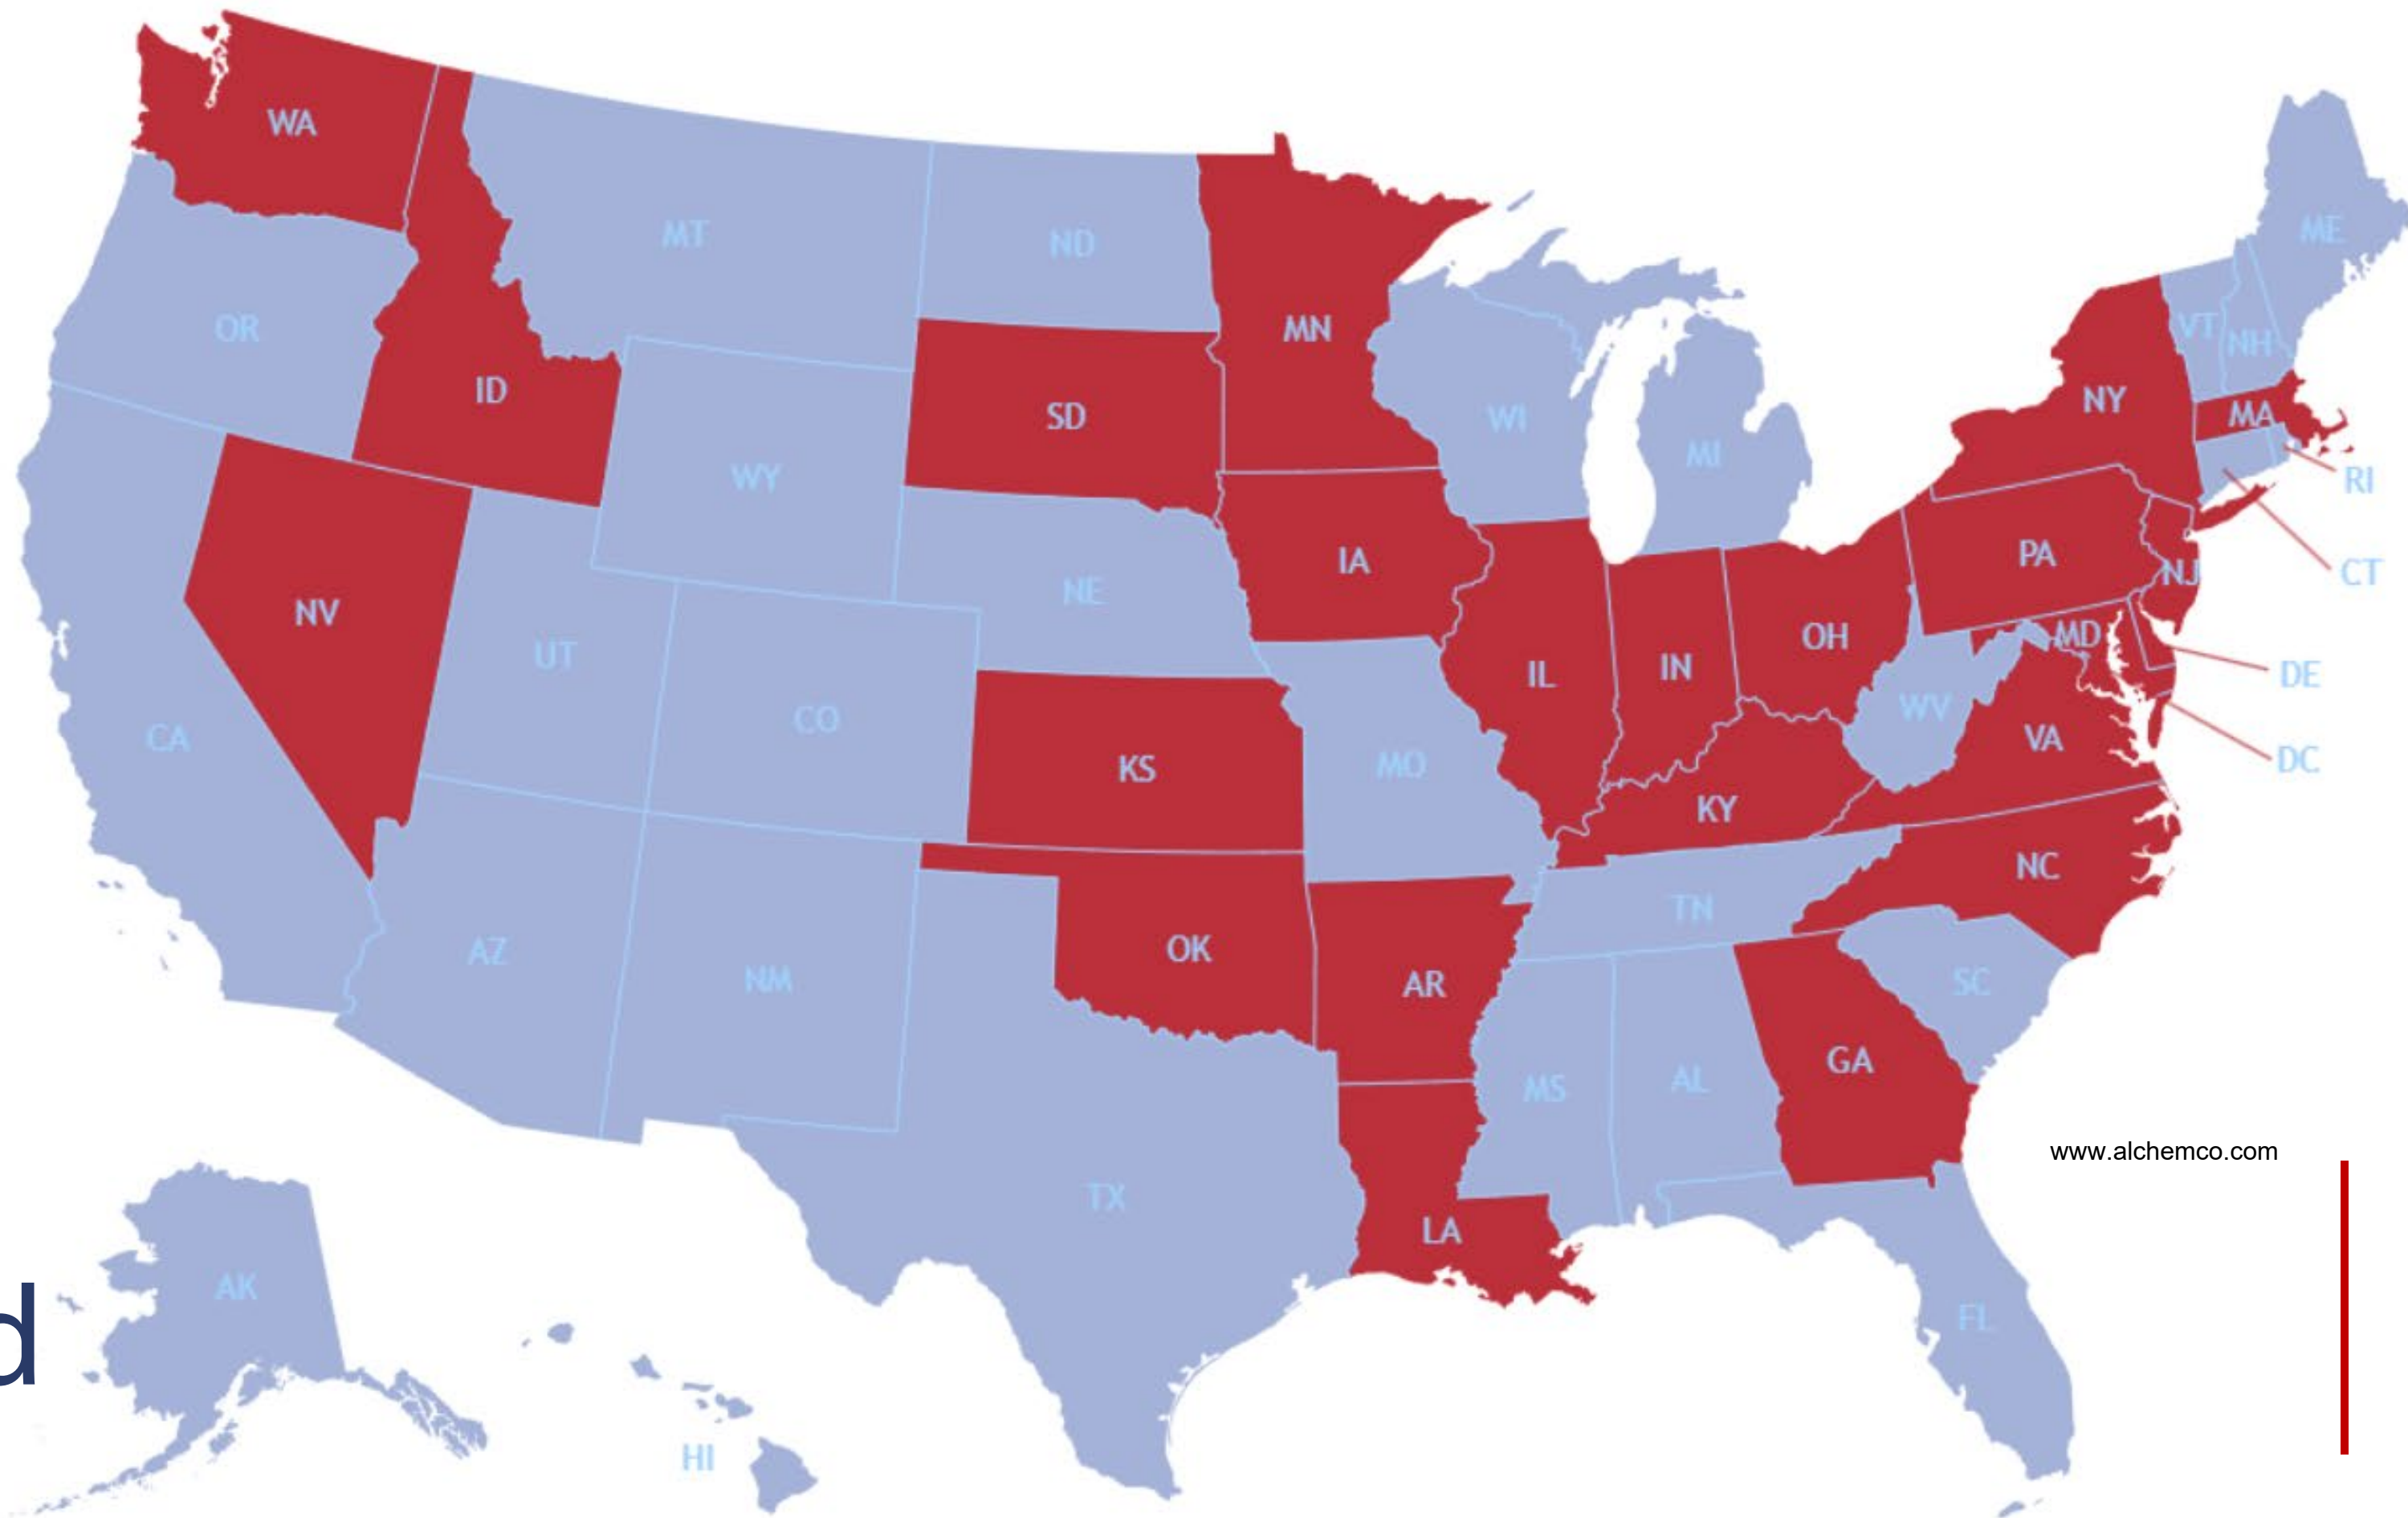 WA
MT
ND
ME
OR
MN
VT
NH
ID
SD
WI
NY
MA
MI
RI
WY
IA
PA
CT
NV
NE
NJ
UT
OH
MD
IL
IN
DE
CO
WV
CA
KS
MO
VA
DC
KY
NC
AZ
NM
OK
TN
AR
SC
MS
AL
GA
www.alchemco.com
TX
LA
AK
d
FL
HI